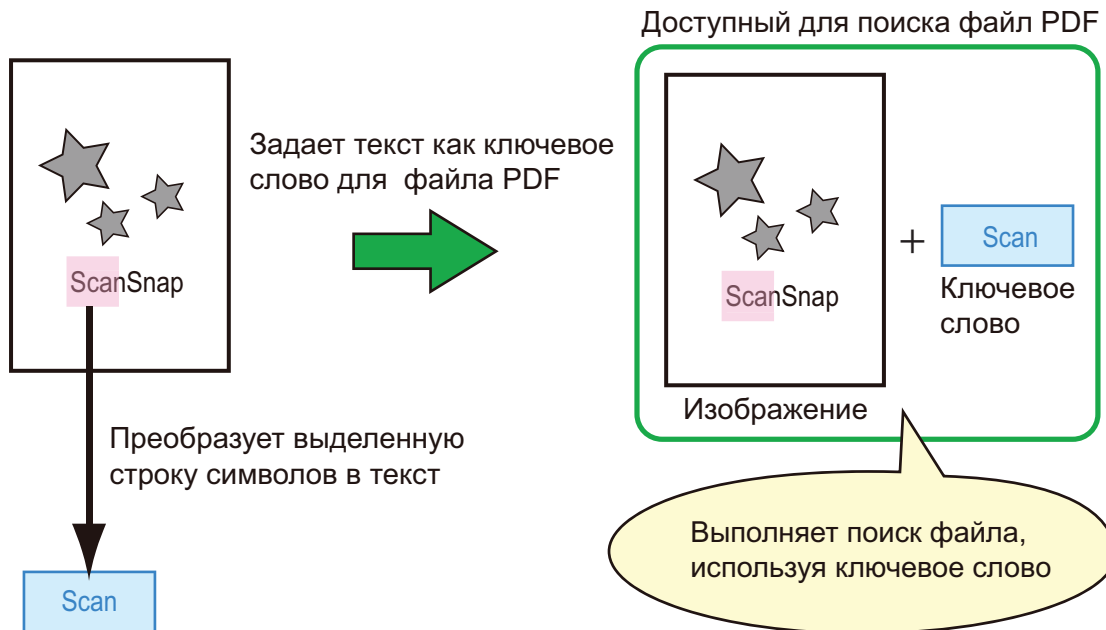 Доступный для поиска файл PDF
Задает текст как ключевое
слово для файла PDF
ScanSnap
Преобразует выделенную
строку символов в текст
Scan
ScanSnap
Изображение
+
Scan
Ключевое
слово
Выполняет поиск файла,
используя ключевое слово